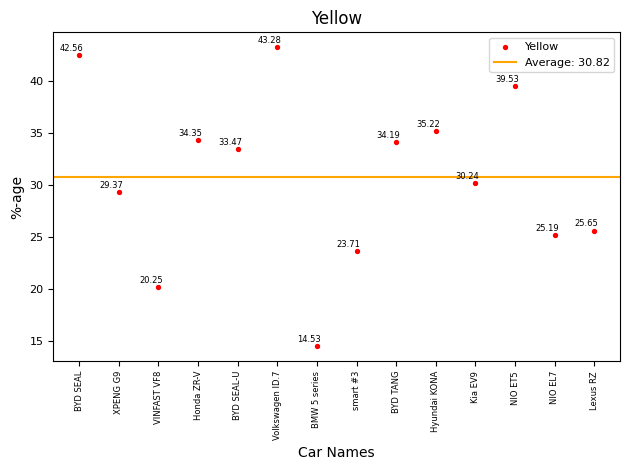 Yellow
42.56
43.28
Yellow
Average: 30.82
39.53
40
%-age
35
34.35
33.47
34.19
35.22
30
29.37
30.24
25
23.71
25.19
25.65
20
20.25
15
14.53
BYD SEAL
XPENG G9
VINFAST VF8
Honda ZR-V
BYD SEAL-U
Volkswagen ID.7
BMW 5 series
smart #3
BYD TANG
Hyundai KONA
Kia EV9
NIO ET5
NIO EL7
Lexus RZ
Car Names